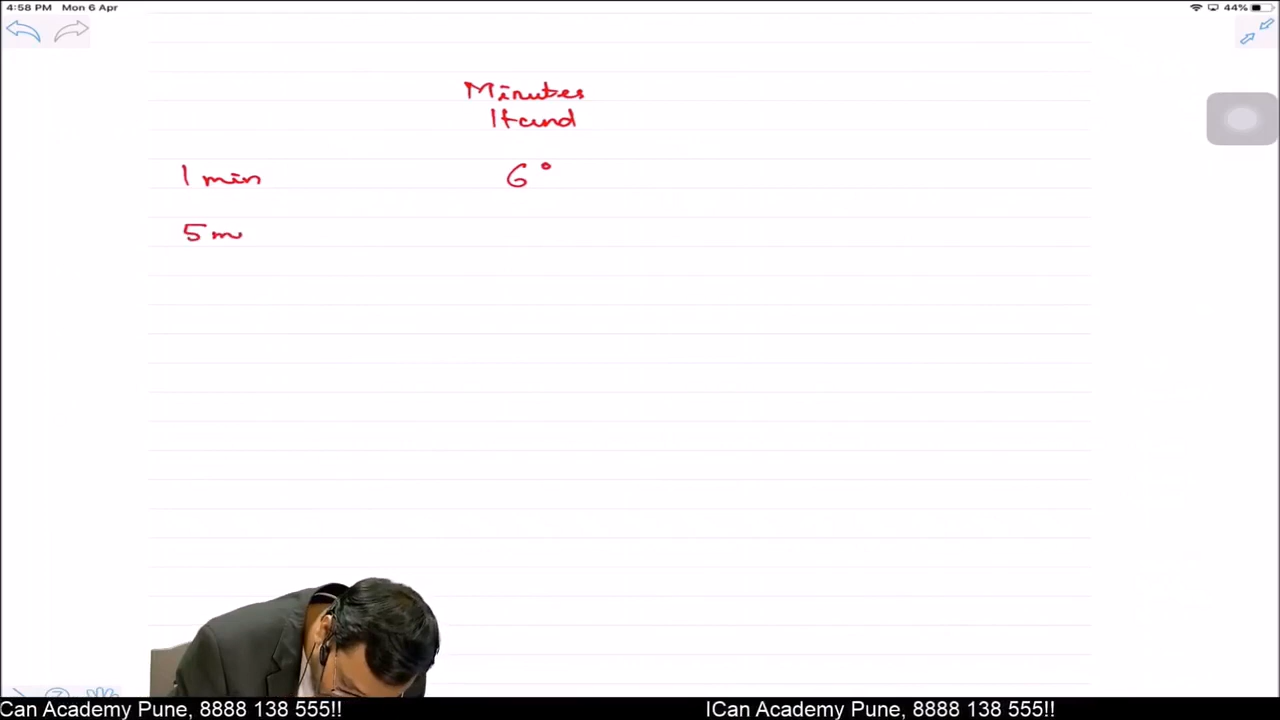 4:58 PM Mon 6 Apr
44%
Minutes
Hand
1 min
6°
5 m
Can Academy Pune, 8888 138 555!!
ICan Academy Pune, 8888 138 555!!